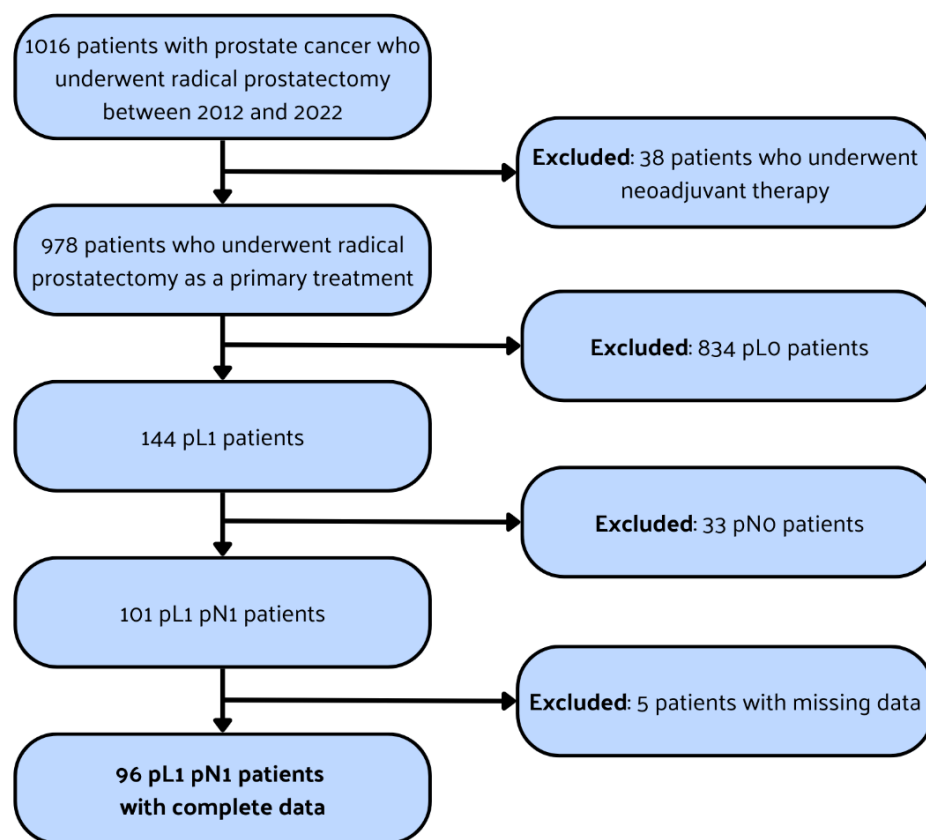 1016 patients with prostate cancer who
underwent radical prostatectomy
between 2012 and 2022
Excluded: 38 patients who underwent
neoadjuvant therapy
978 patients who underwent radical
prostatectomy as a primary treatment
Excluded: 834 pL0 patients
144 pL1 patients
Excluded: 33 pN0 patients
101 pL1 pN1 patients
Excluded: 5 patients with missing data
96 pL1 pN1 patients
with complete data